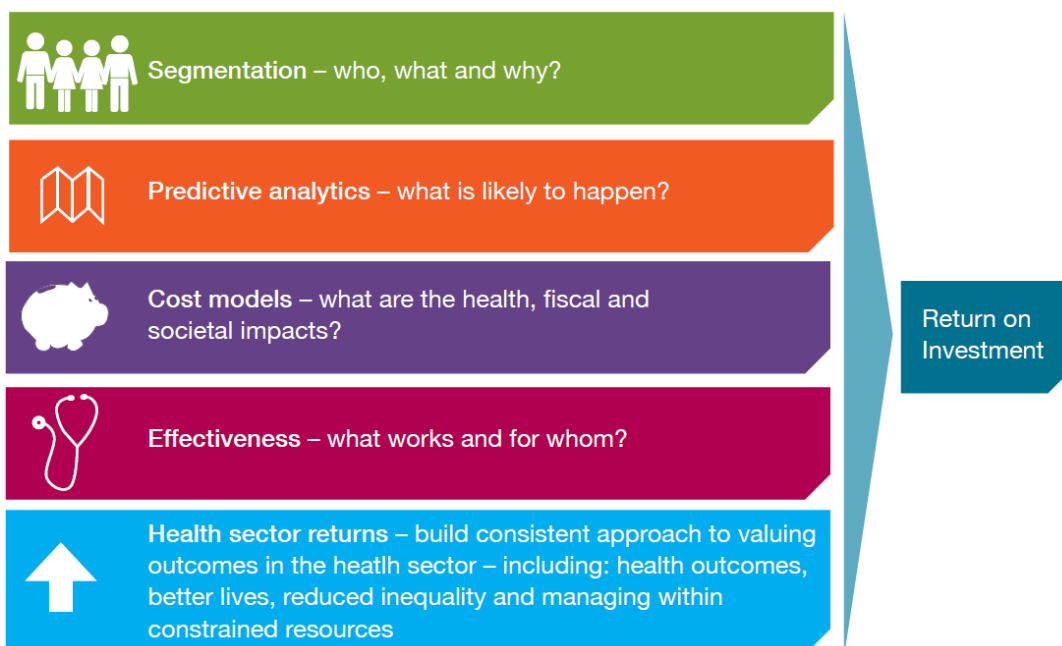 Segmentation – who, what and why?
Predictive analytics – what is likely to happen?
Cost models – what are the health, fiscal and
societal impacts?
Effectiveness – what works and for whom?
Health sector returns – build consistent approach to valuing
outcomes in the heatlh sector – including: health outcomes,
better lives, reduced inequality and managing within
constrained resources
Return on
Investment